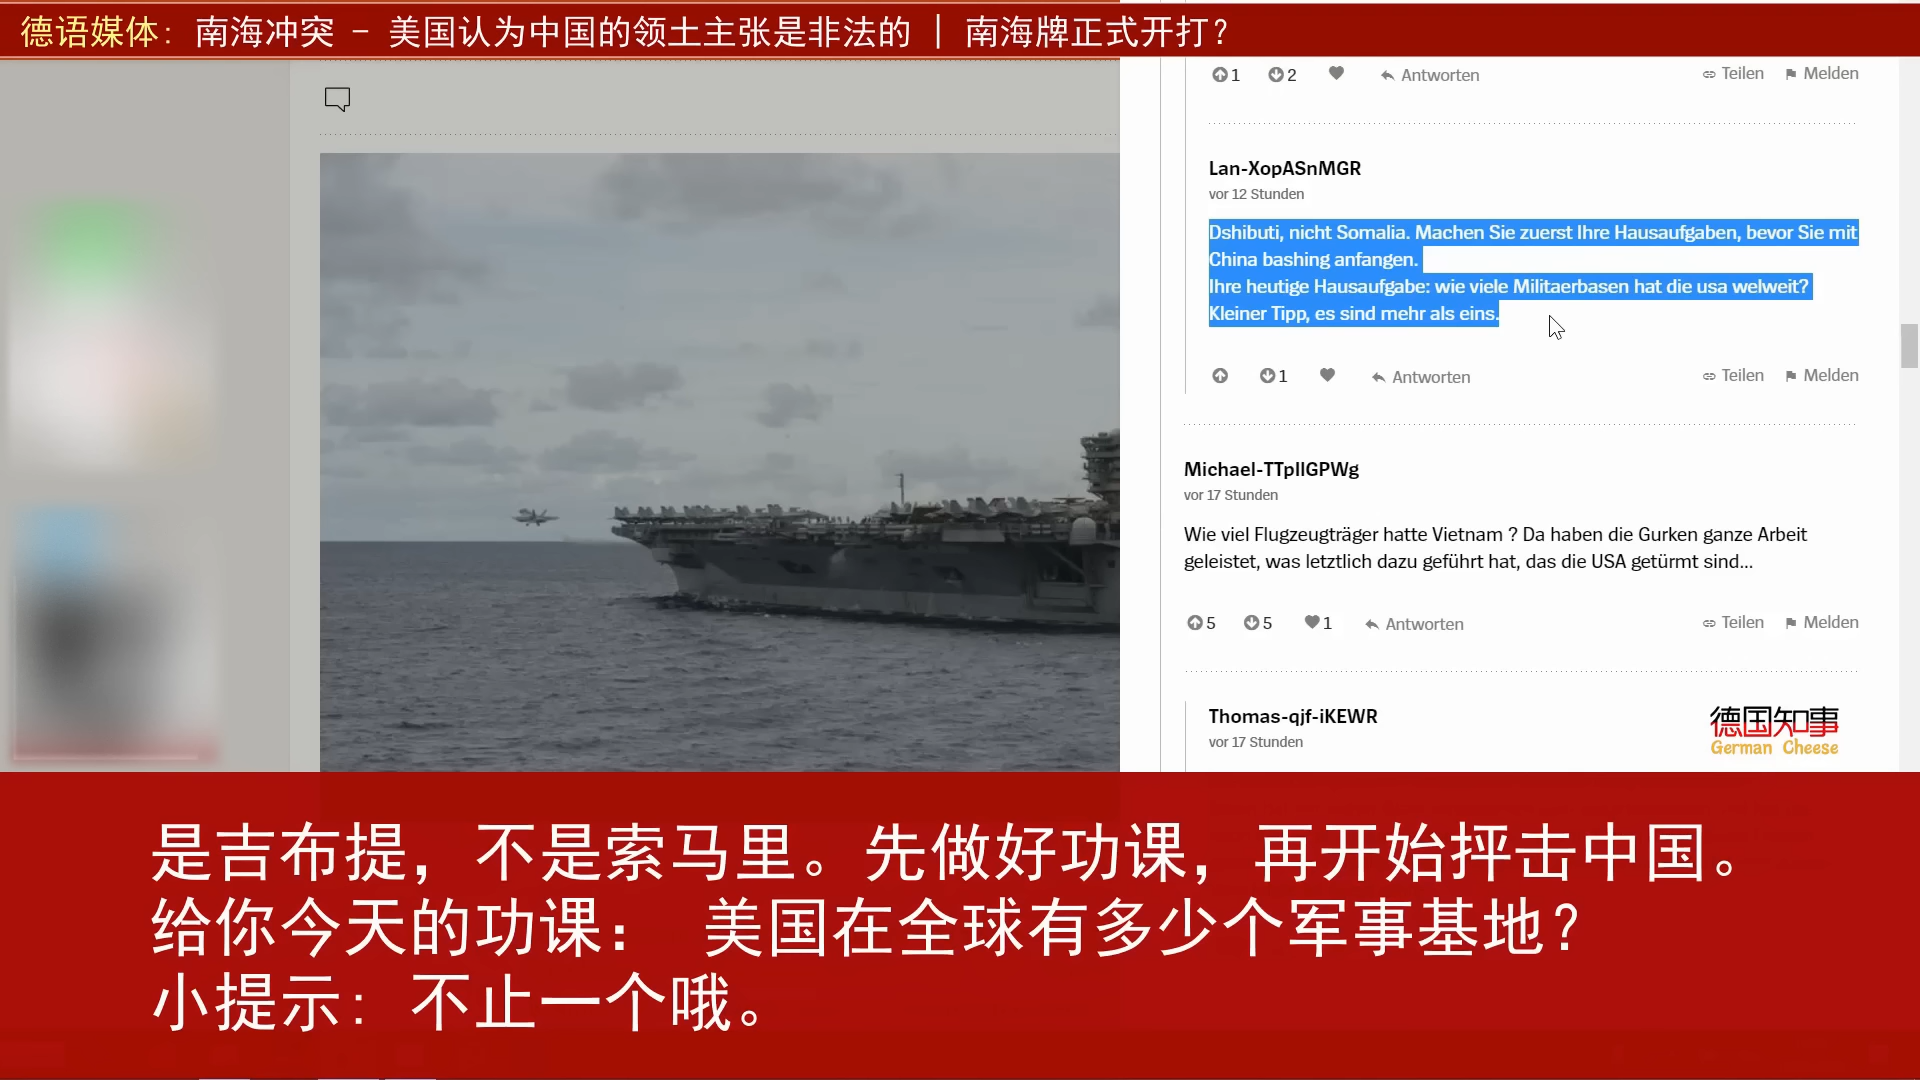 德语媒体: 南海冲突 - 美国认为中国的领土主张是非法的 | 南海牌正式开打?
1 2 Antworten Teilen Melden
Lan-XopASnMGR
vor 12 Stunden
Dshibuti, nicht Somalia. Machen Sie zuerst Ihre Hausaufgaben, bevor Sie mit
China bashing anfangen.
Ihre heutige Hausaufgabe: wie viele Militaerbasen hat die usa welweit?
Kleiner Tipp, es sind mehr als eins.
1 Antworten Teilen Melden
Michael-TTpIlGPWg
vor 17 Stunden
Wie viel Flugzeugträger hatte Vietnam ? Da haben die Gurken ganze Arbeit
geleistet, was letztlich dazu geführt hat, das die USA getürmt sind...
5 5 1 Antworten Teilen Melden
Thomas-qjf-iKEWR
vor 17 Stunden
德国知事
German Cheese
是吉布提，不是索马里。先做好功课，再开始抨击中国。
给你今天的功课： 美国在全球有多少个军事基地?
小提示: 不止一个哦。